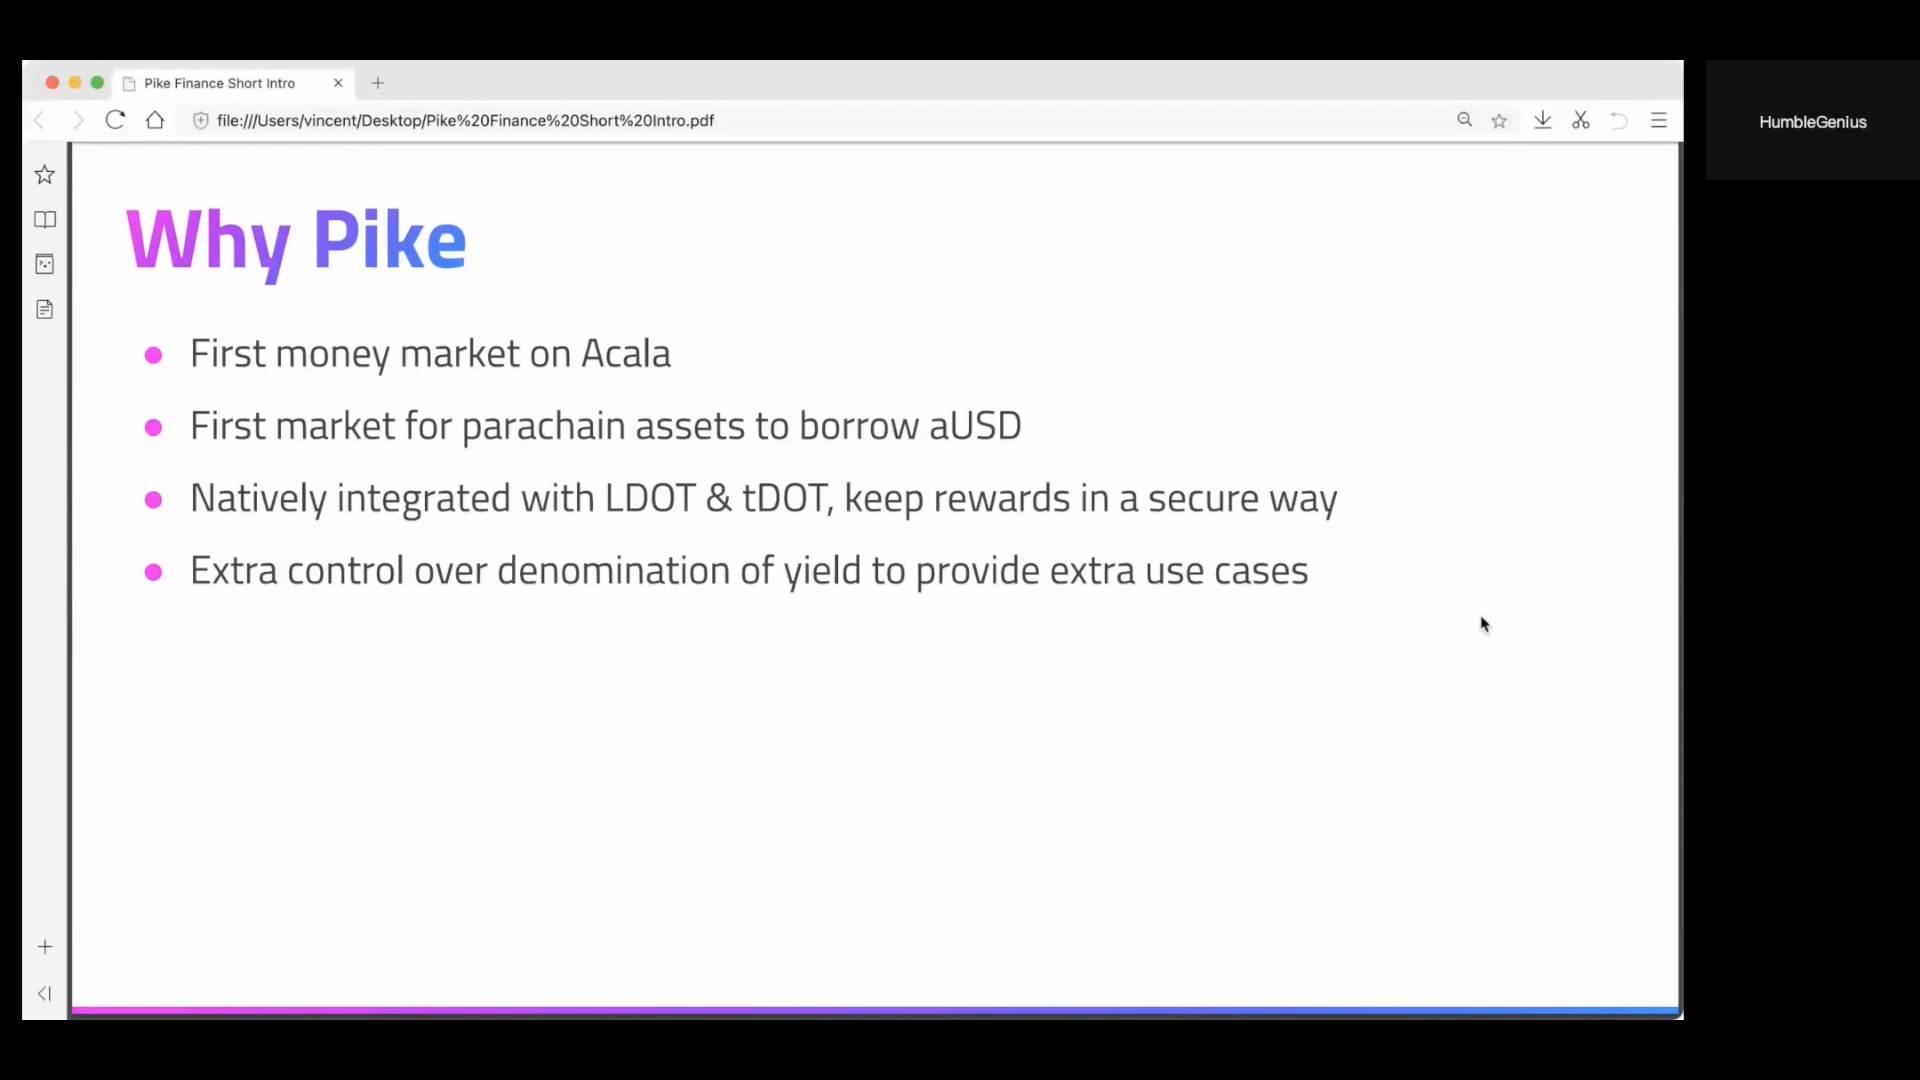 Pike Finance Short Intro
file:///Users/vincent/Desktop/Pike%20Finance%20Short%20Intro.pdf
HumbleGenius
Why Pike
First money market on Acala
First market for parachain assets to borrow aUSD
Natively integrated with LDOT & tDOT, keep rewards in a secure way
Extra control over denomination of yield to provide extra use cases